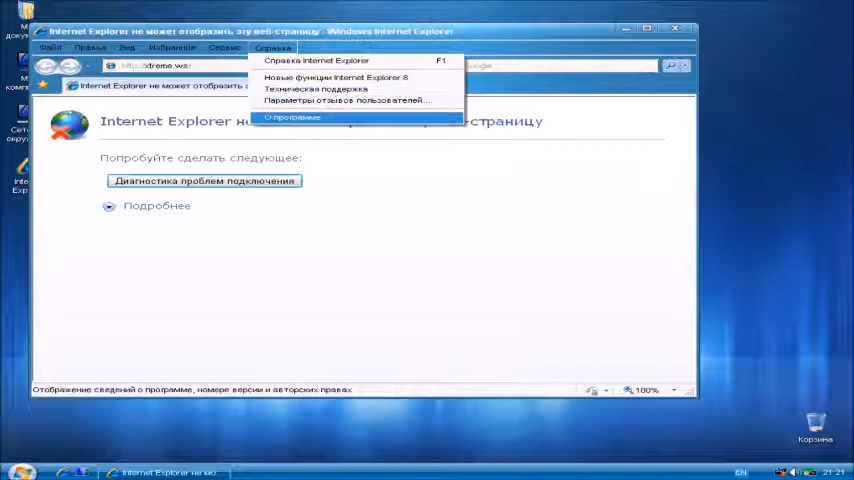 Internet Explorer не может отобразить эту веб-страницу - Windows Internet Explorer
Файл Правка Вид Избранное Сервис Справка
Справка Internet Explorer F1
http://xtreme.ws/
Новые функции Internet Explorer 8
Internet Explorer не может отобразить э
Техническая поддержка
Параметры отзывов пользователей...
О программе
Internet Explorer не
-страницу
Попробуйте сделать следующее:
Диагностика проблем подключения
Подробнее
Отображение сведений о программе, номере версии и авторских правах
100%
Корзина
Internet Explorer не мо...
EN
21:21